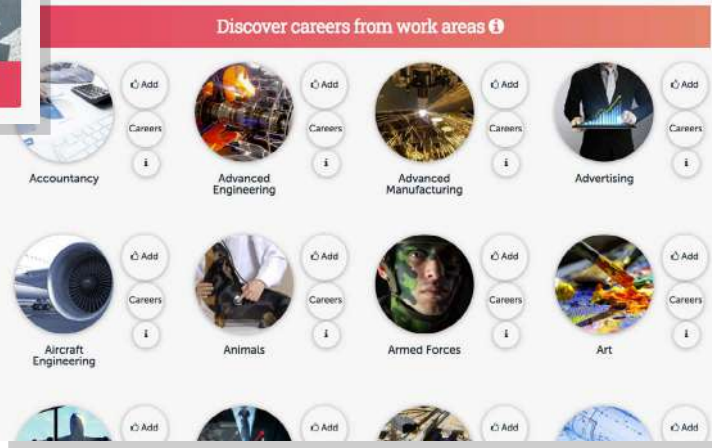 Discover careers from work areas i
Add
Careers
i
Accountancy
Add
Careers
i
Advanced
Engineering
Add
Careers
i
Advanced
Manufacturing
Add
Careers
i
Advertising
Add
Careers
i
Aircraft
Engineering
Add
Careers
i
Animals
Add
Careers
i
Armed Forces
Add
Careers
i
Art
Add
Add
Add
Add